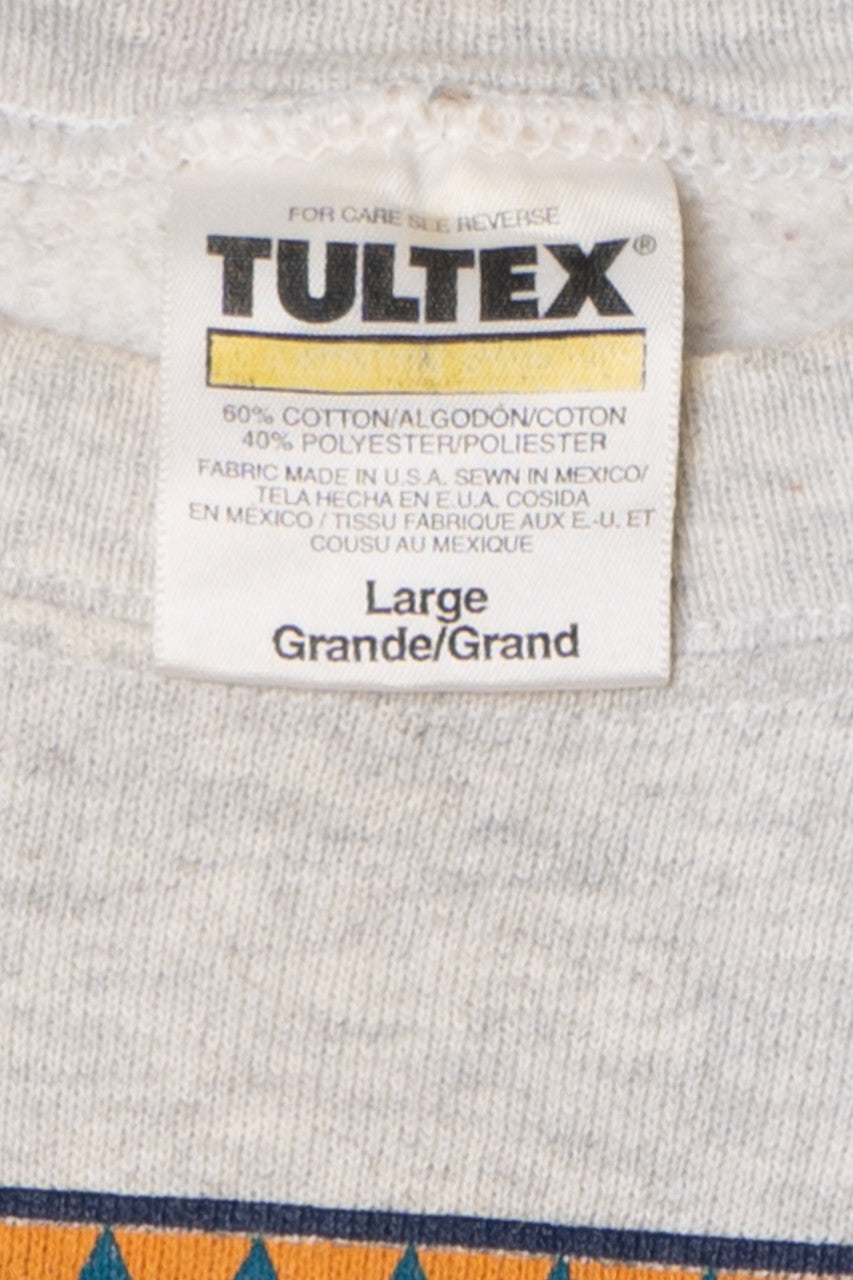 FOR CARE SEE REVERSE
TULTEX®
60% COTTON/ALGODÓN/COTON
40% POLYESTER/POLIESTER
FABRIC MADE IN U.S.A. SEWN IN MEXICO/
TELA HECHA EN E.U.A. COSIDA
EN MEXICO / TISSU FABRIQUE AUX E.-U. ET
COUSU AU MEXIQUE
Large
Grande/Grand